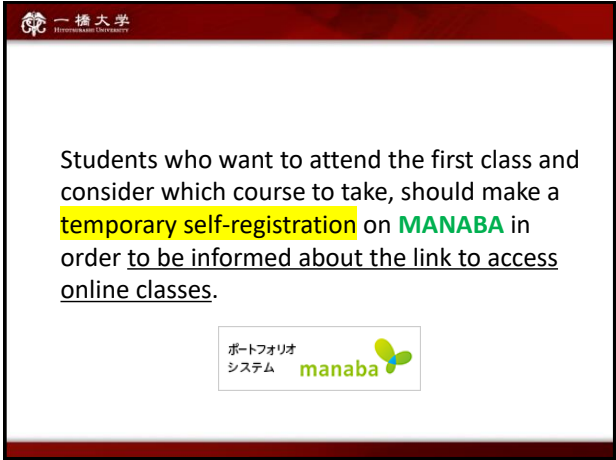 一橋大学
HITOTSUBASHI UNIVERSITY
Students who want to attend the first class and
consider which course to take, should make a
temporary self-registration on MANABA in
order to be informed about the link to access
online classes.
ポートフォリオ
システム manaba